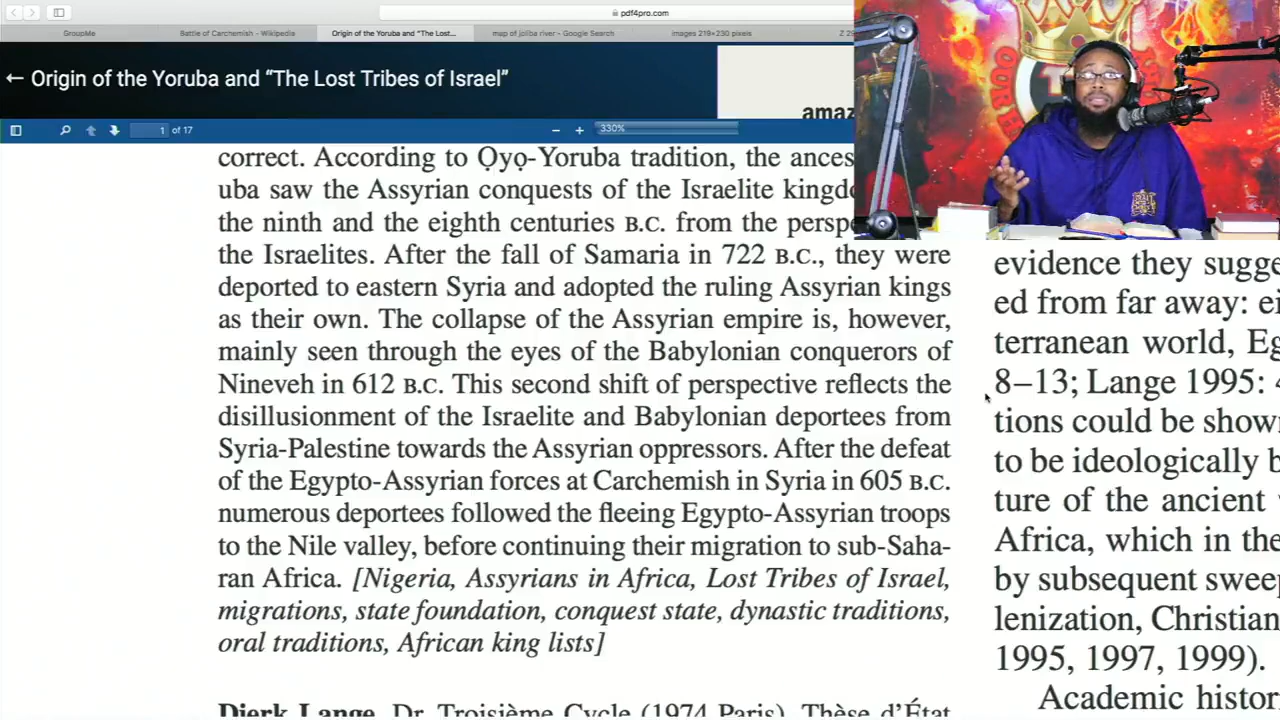 pdf4pro.com
GroupMe
Battle of Carchemish - Wikipedia
Origin of the Yoruba and “The Lost...
map of joliba river - Google Search
images 219×230 pixels
Z 29
← Origin of the Yoruba and “The Lost Tribes of Israel”
amaz
1 of 17
− + 330%
correct. According to Ọyọ-Yoruba tradition, the ances
uba saw the Assyrian conquests of the Israelite kingdo
the ninth and the eighth centuries B.C. from the persp
the Israelites. After the fall of Samaria in 722 B.C., they were
deported to eastern Syria and adopted the ruling Assyrian kings
as their own. The collapse of the Assyrian empire is, however,
mainly seen through the eyes of the Babylonian conquerors of
Nineveh in 612 B.C. This second shift of perspective reflects the
disillusionment of the Israelite and Babylonian deportees from
Syria-Palestine towards the Assyrian oppressors. After the defeat
of the Egypto-Assyrian forces at Carchemish in Syria in 605 B.C.
numerous deportees followed the fleeing Egypto-Assyrian troops
to the Nile valley, before continuing their migration to sub-Saha-
ran Africa. [Nigeria, Assyrians in Africa, Lost Tribes of Israel,
migrations, state foundation, conquest state, dynastic traditions,
oral traditions, African king lists]
Dierk Lange, Dr. Troisième Cycle (1974 Paris), Thèse d’État
evidence they sugge
ed from far away: ei
terranean world, Eg
8–13; Lange 1995: 4
tions could be shown
to be ideologically b
ture of the ancient
Africa, which in the
by subsequent sweep
lenization, Christian
1995, 1997, 1999).
Academic histor